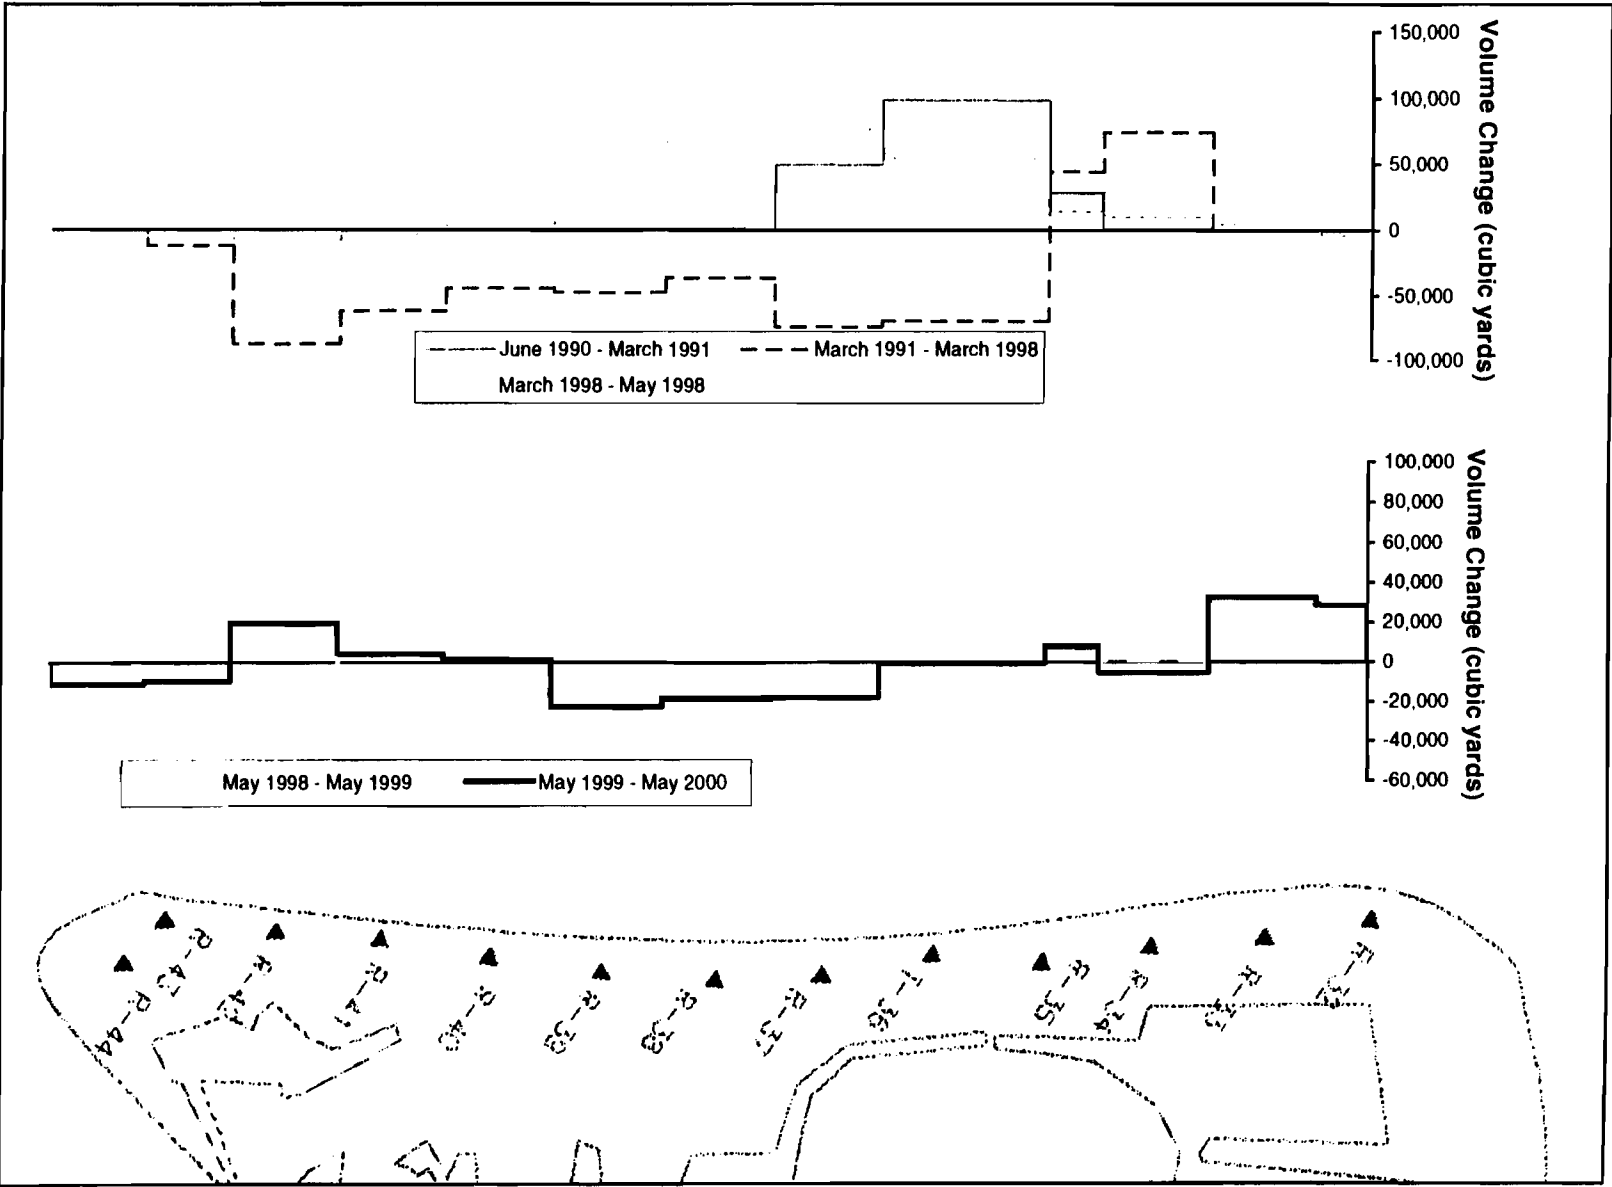 150,000
100,000
50,000
0
-50,000
-100,000
Volume Change (cubic yards)
June 1990 - March 1991
March 1991 - March 1998
March 1998 - May 1998
100,000
80,000
60,000
40,000
20,000
0
-20,000
-40,000
-60,000
Volume Change (cubic yards)
May 1998 - May 1999
May 1999 - May 2000
R-44
R-43
R-42
R-41
R-40
R-39
R-38
R-37
T-36
R-35
R-34
R-33